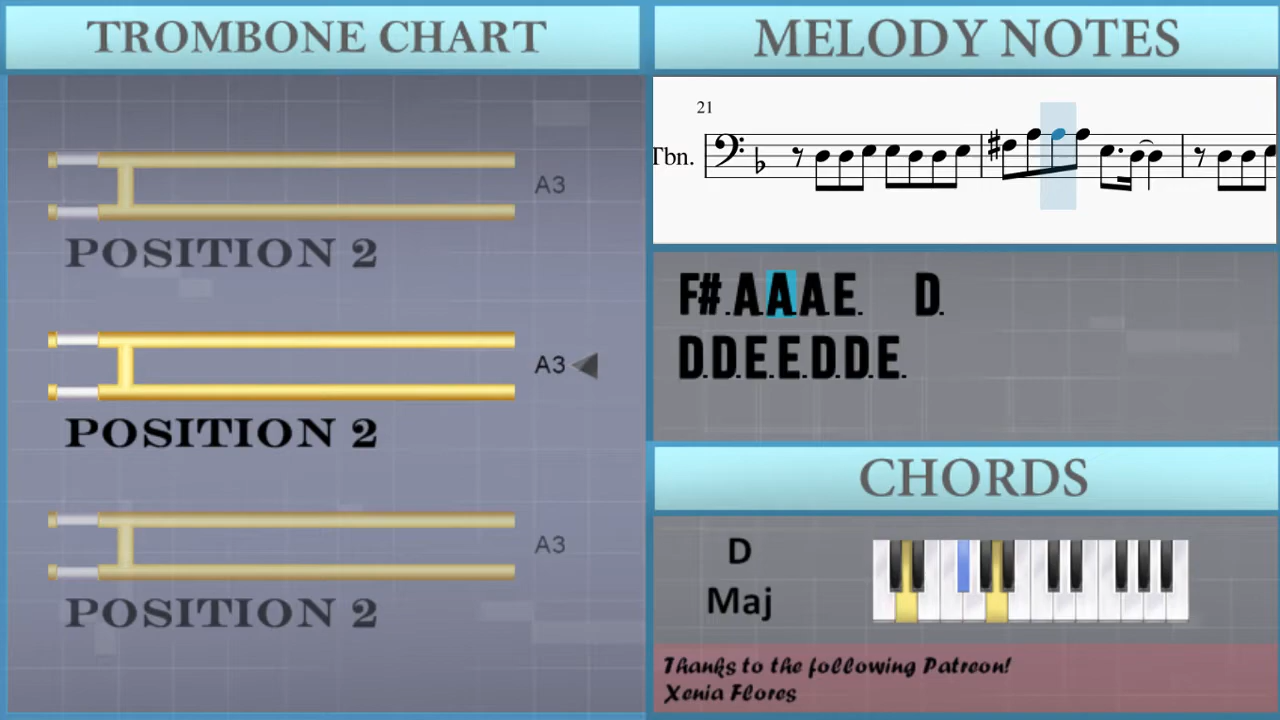 TROMBONE CHART
A3
POSITION 2
A3
POSITION 2
A3
POSITION 2
MELODY NOTES
21
Tbn.
F#.A.A.A.E. D.
D.D.E.E.D.D.E.
CHORDS
D
Maj
Thanks to the following Patreon!
Xenia Flores